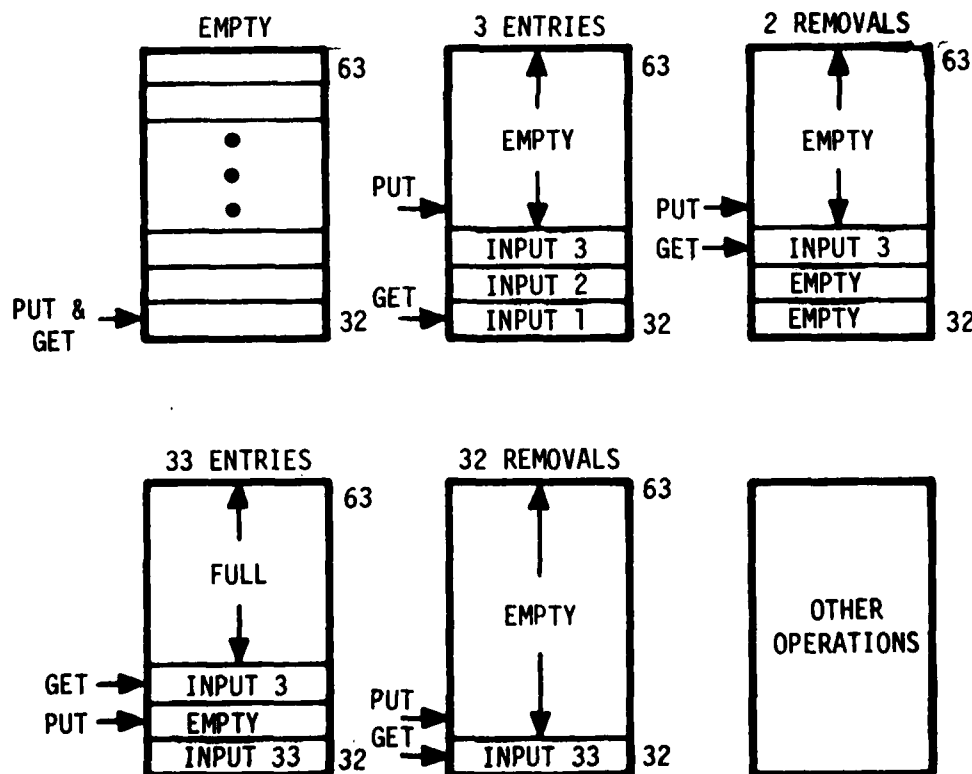 EMPTY
63
PUT &
GET
32
3 ENTRIES
63
EMPTY
PUT
INPUT 3
INPUT 2
GET
INPUT 1
32
2 REMOVALS
63
EMPTY
PUT
GET
INPUT 3
EMPTY
EMPTY
32
33 ENTRIES
63
FULL
GET
INPUT 3
PUT
EMPTY
INPUT 33
32
32 REMOVALS
63
EMPTY
PUT
GET
INPUT 33
32
OTHER
OPERATIONS